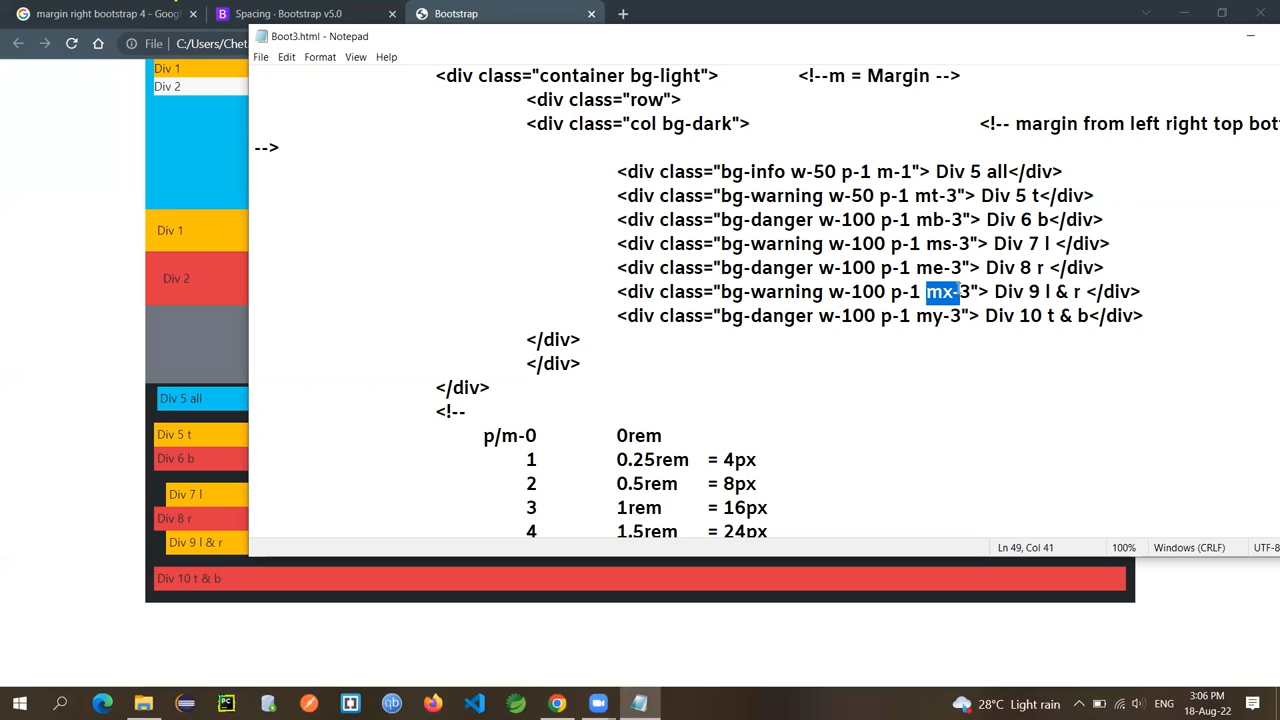 margin right bootstrap 4 - Googl
Spacing · Bootstrap v5.0
Bootstrap
File
C:/Users/Chet
Boot3.html - Notepad
File Edit Format View Help
<div class="container bg-light"> <!--m = Margin -->
<div class="row">
<div class="col bg-dark"> <!-- margin from left right top bot
-->
<div class="bg-info w-50 p-1 m-1"> Div 5 all</div>
<div class="bg-warning w-50 p-1 mt-3"> Div 5 t</div>
<div class="bg-danger w-100 p-1 mb-3"> Div 6 b</div>
<div class="bg-warning w-100 p-1 ms-3"> Div 7 l </div>
<div class="bg-danger w-100 p-1 me-3"> Div 8 r </div>
<div class="bg-warning w-100 p-1 mx-3"> Div 9 l & r </div>
<div class="bg-danger w-100 p-1 my-3"> Div 10 t & b</div>
</div>
</div>
</div>
<!--
p/m-0 0rem
1 0.25rem = 4px
2 0.5rem = 8px
3 1rem = 16px
4 1.5rem = 24px
Ln 49, Col 41 100% Windows (CRLF) UTF-8
Div 1
Div 2
Div 1
Div 2
Div 5 all
Div 5 t
Div 6 b
Div 7 l
Div 8 r
Div 9 l & r
Div 10 t & b
PC
qb
28°C Light rain
ENG
3:06 PM
18-Aug-22